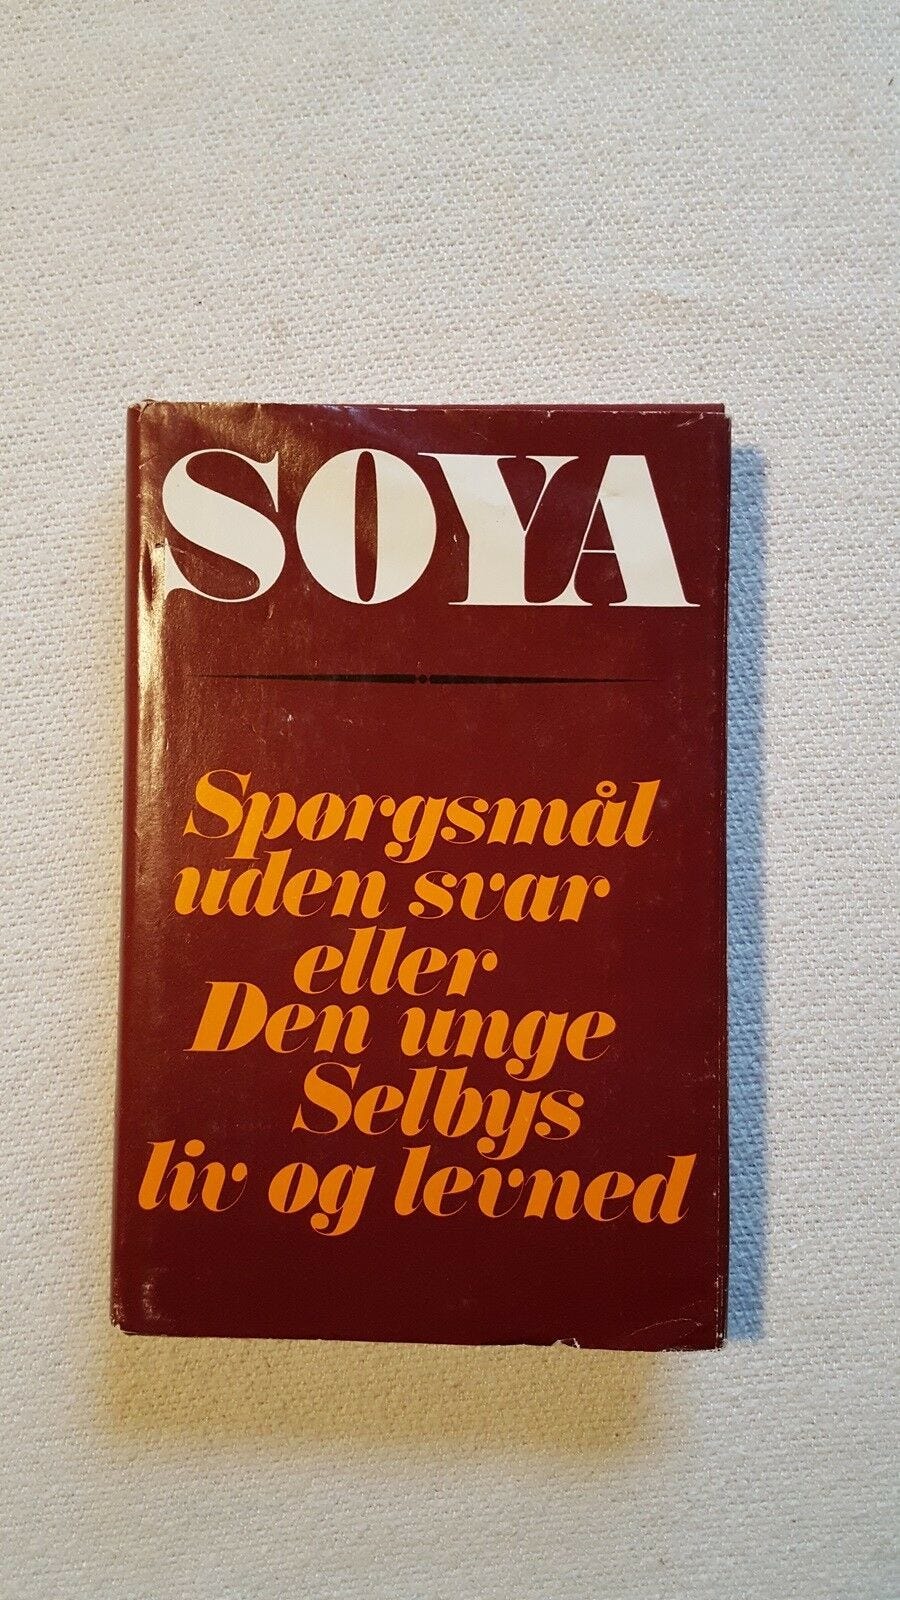 SOYA
Spørgsmål
uden svar
eller
Den unge
Selbys
liv og levned